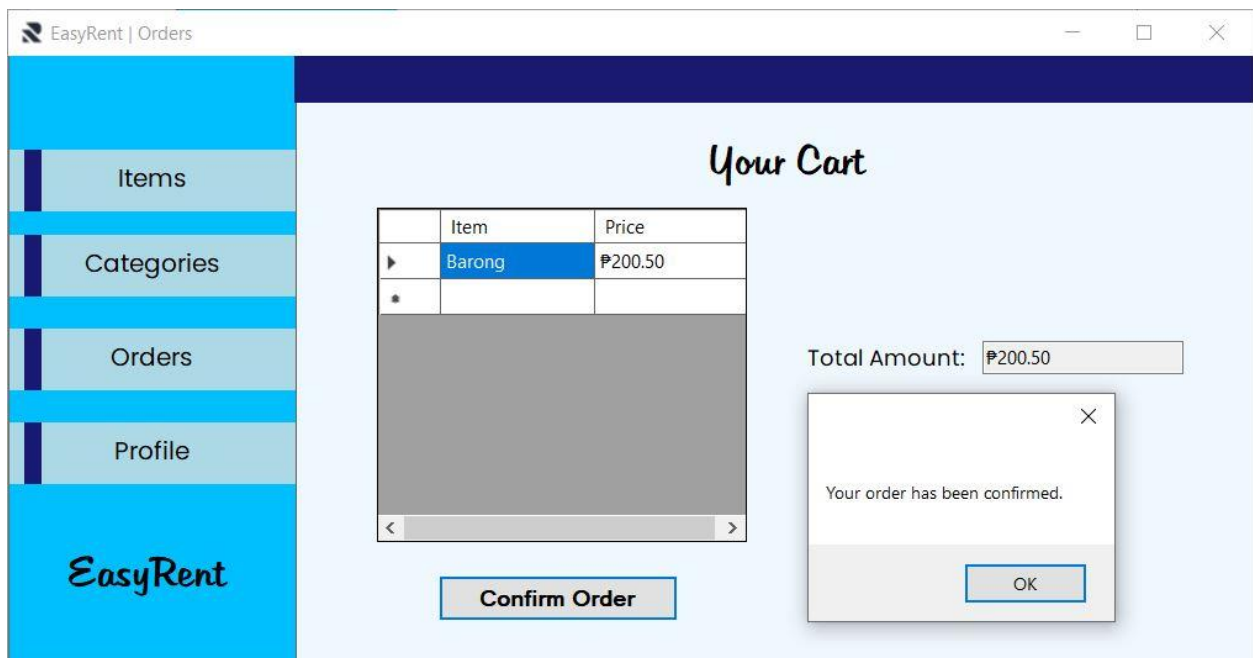 EasyRent | Orders
Items
Categories
Orders
Profile
EasyRent
Your Cart
Item Price
Barong ₱200.50
Total Amount: ₱200.50
Your order has been confirmed.
OK
Confirm Order